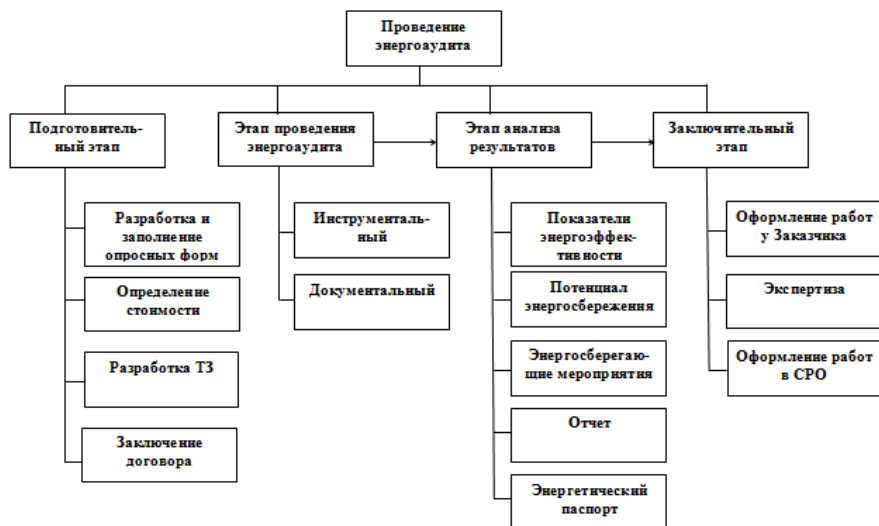 Проведение
энергоаудита
Подготовитель-
ный этап
Этап проведения
энергоаудита
Этап анализа
результатов
Заключительный
этап
Разработка и
заполнение
опросных форм
Определение
стоимости
Разработка ТЗ
Заключение
договора
Инструменталь-
ный
Документальный
Показатели
энергоэффек-
тивности
Потенциал
энергосбережения
Энергосберегаю-
щие мероприятия
Отчет
Энергетический
паспорт
Оформление работ
у Заказчика
Экспертиза
Оформление работ
в СРО